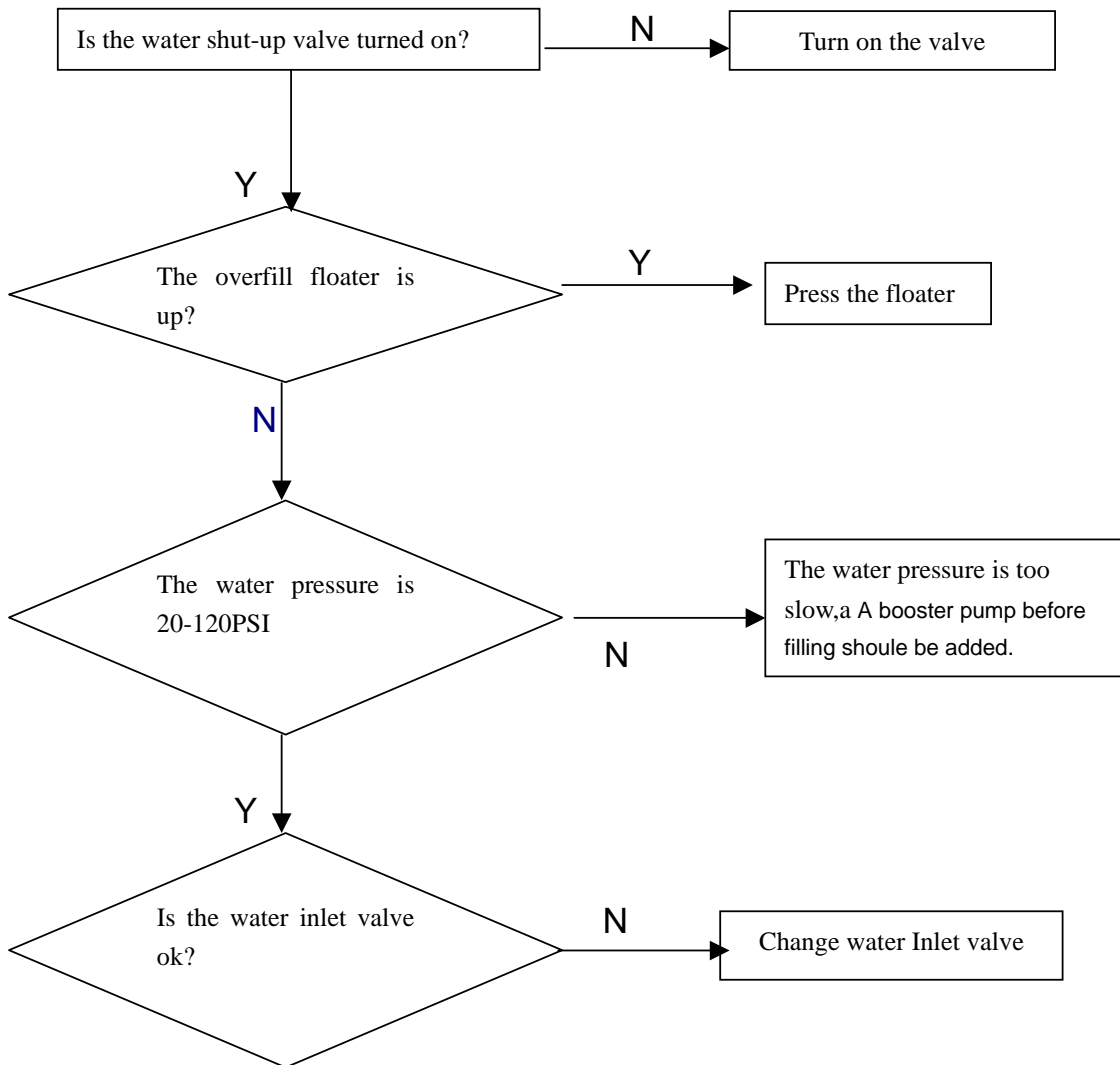 Is the water shut-up valve turned on?
N
Turn on the valve
Y
The overfill floater is
up?
Y
Press the floater
N
The water pressure is
20-120PSI
N
The water pressure is too
slow,a A booster pump before
filling shoule be added.
Y
Is the water inlet valve
ok?
N
Change water Inlet valve